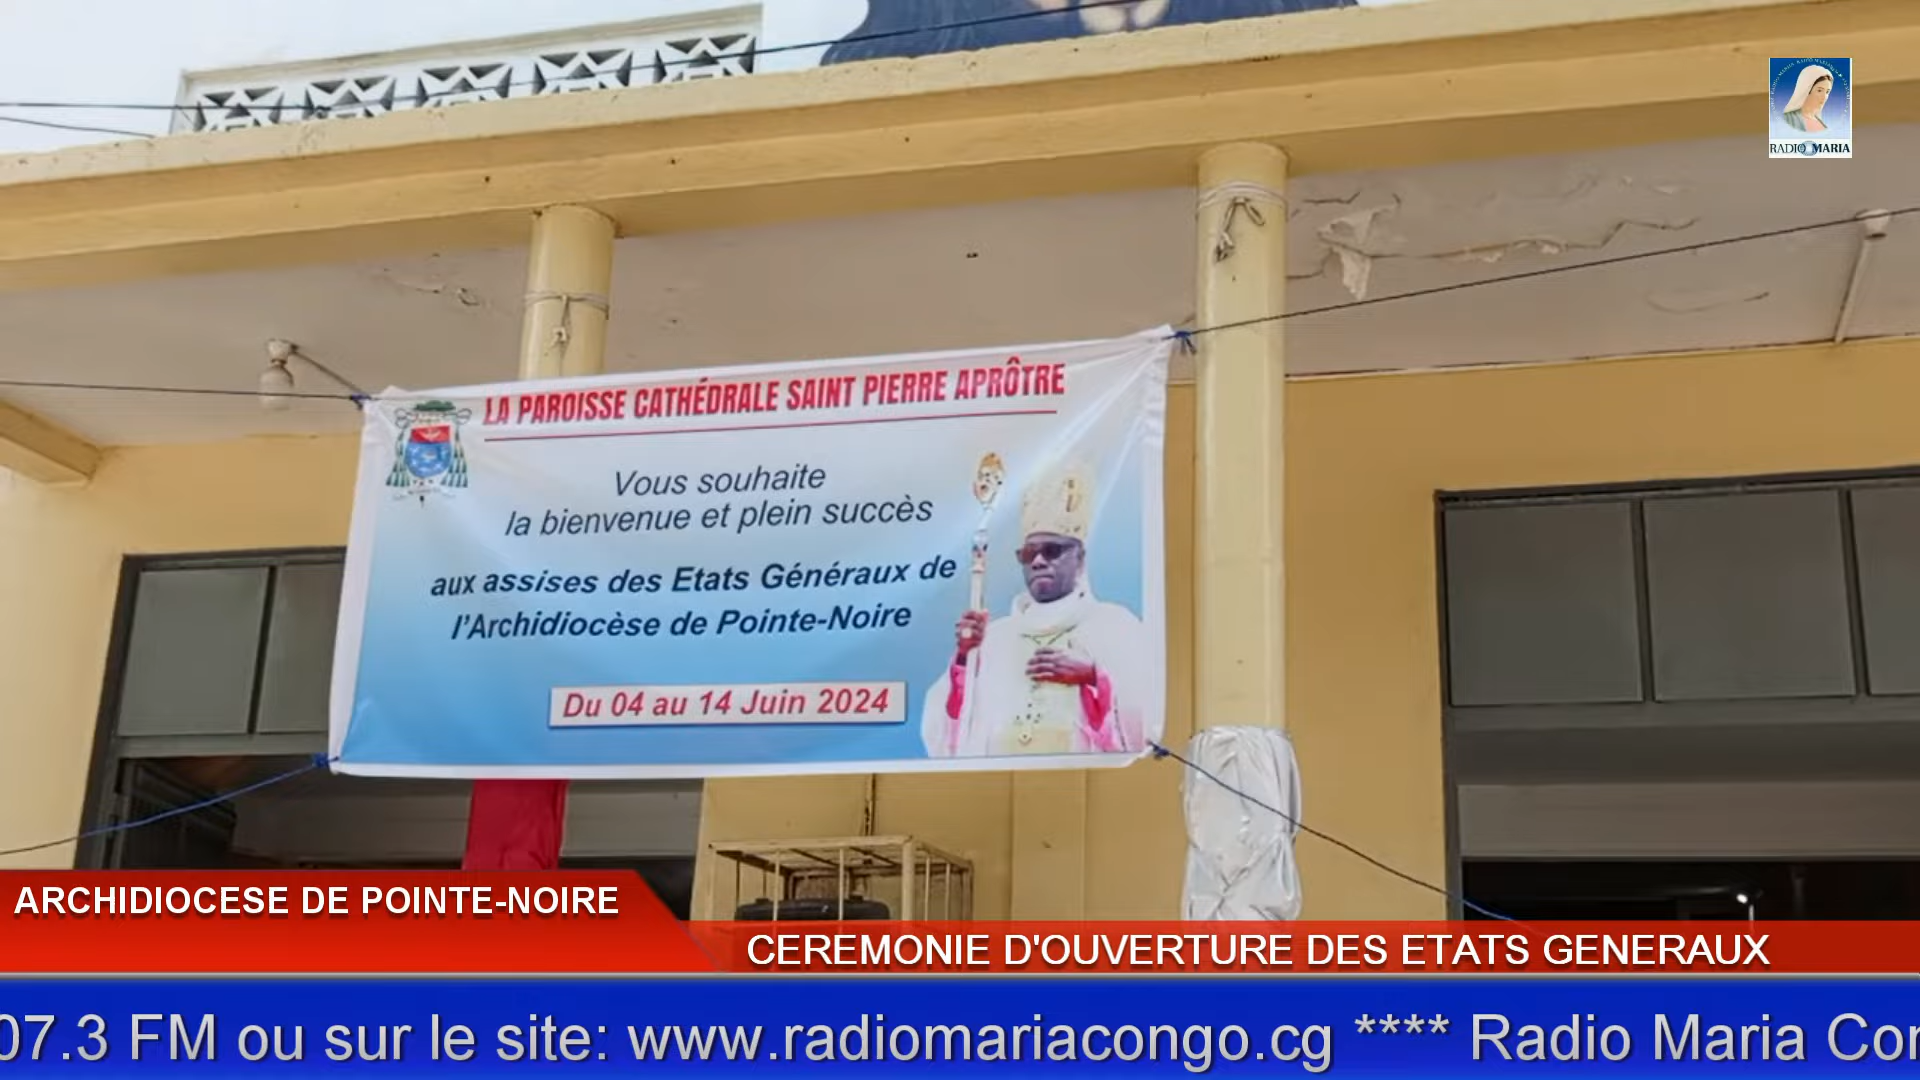 RADIO MARIA
LA PAROISSE CATHÉDRALE SAINT PIERRE APRÔTRE
Vous souhaite
la bienvenue et plein succès
aux assises des Etats Généraux de
l'Archidiocèse de Pointe-Noire
Du 04 au 14 Juin 2024
ARCHIDIOCESE DE POINTE-NOIRE
CEREMONIE D'OUVERTURE DES ETATS GENERAUX
07.3 FM ou sur le site: www.radiomariacongo.cg **** Radio Maria Con